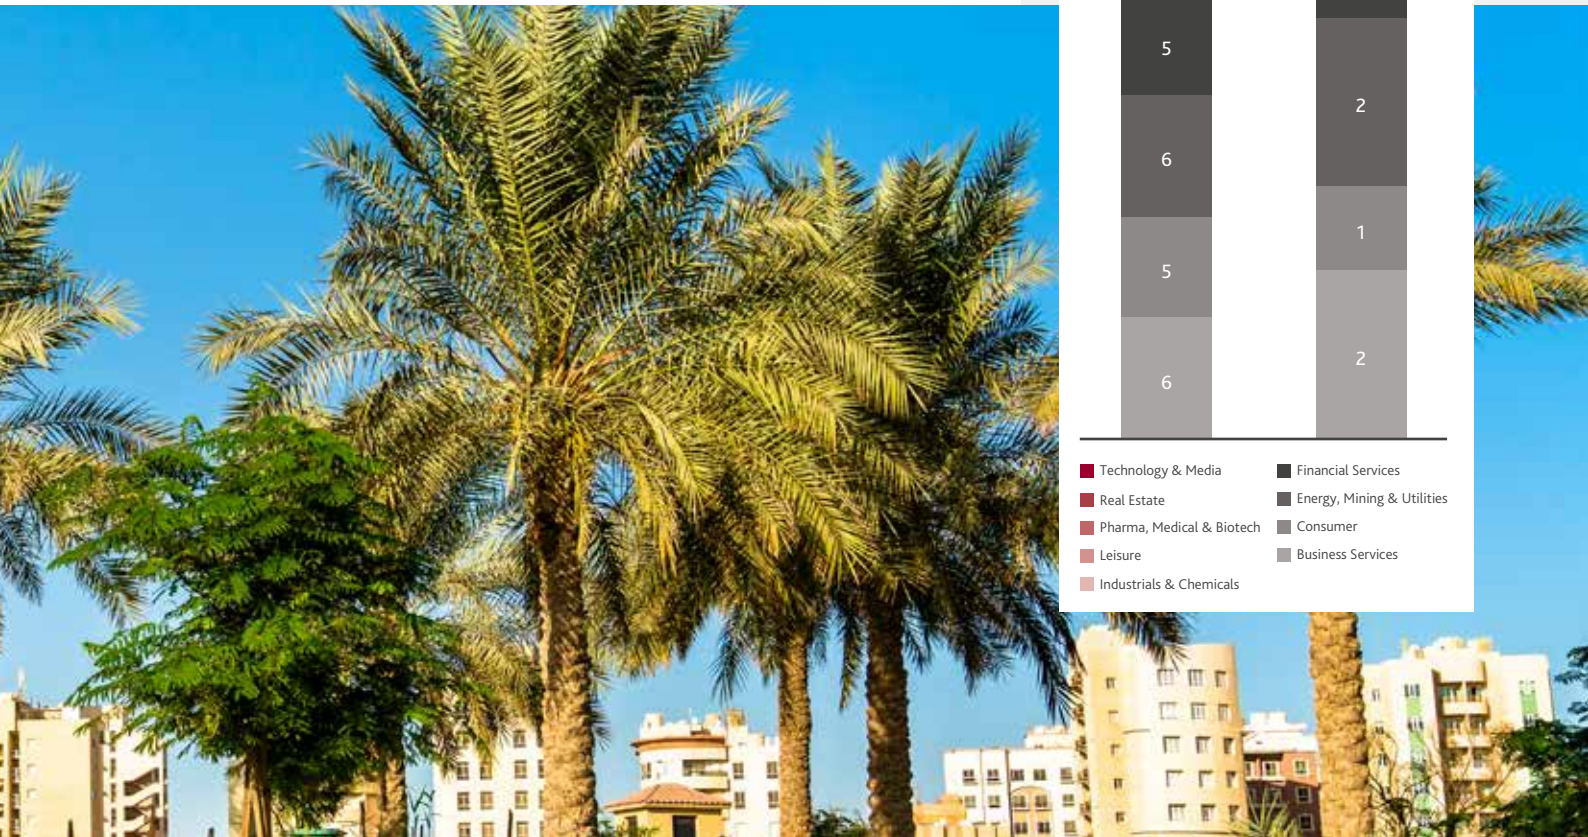 5
2
6
1
5
2
6
Technology & Media
Real Estate
Pharma, Medical & Biotech
Leisure
Industrials & Chemicals
Financial Services
Energy, Mining & Utilities
Consumer
Business Services